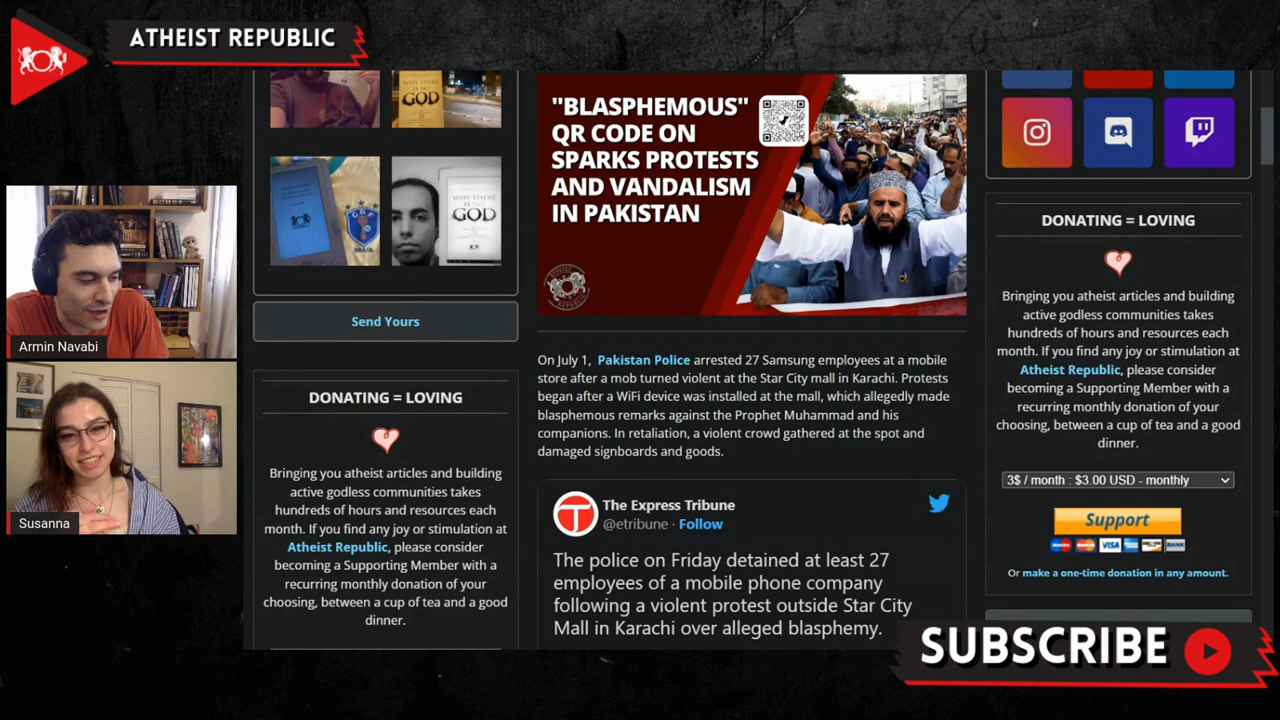 ATHEIST REPUBLIC
Armin Navabi
Susanna
GOD
WHY THERE
IS NO
GOD
CBF
BRASIL
Send Yours
DONATING = LOVING
Bringing you atheist articles and building
active godless communities takes
hundreds of hours and resources each
month. If you find any joy or stimulation at
Atheist Republic, please consider
becoming a Supporting Member with a
recurring monthly donation of your
choosing, between a cup of tea and a good
dinner.
"BLASPHEMOUS"
QR CODE ON
SPARKS PROTESTS
AND VANDALISM
IN PAKISTAN
ATHEIST
REPUBLIC
On July 1, Pakistan Police arrested 27 Samsung employees at a mobile
store after a mob turned violent at the Star City mall in Karachi. Protests
began after a WiFi device was installed at the mall, which allegedly made
blasphemous remarks against the Prophet Muhammad and his
companions. In retaliation, a violent crowd gathered at the spot and
damaged signboards and goods.
The Express Tribune
@etribune · Follow
The police on Friday detained at least 27
employees of a mobile phone company
following a violent protest outside Star City
Mall in Karachi over alleged blasphemy.
DONATING = LOVING
Bringing you atheist articles and building
active godless communities takes
hundreds of hours and resources each
month. If you find any joy or stimulation at
Atheist Republic, please consider
becoming a Supporting Member with a
recurring monthly donation of your
choosing, between a cup of tea and a good
dinner.
3$ / month : $3.00 USD - monthly
Support
VISA
BANK
Or make a one-time donation in any amount.
SUBSCRIBE